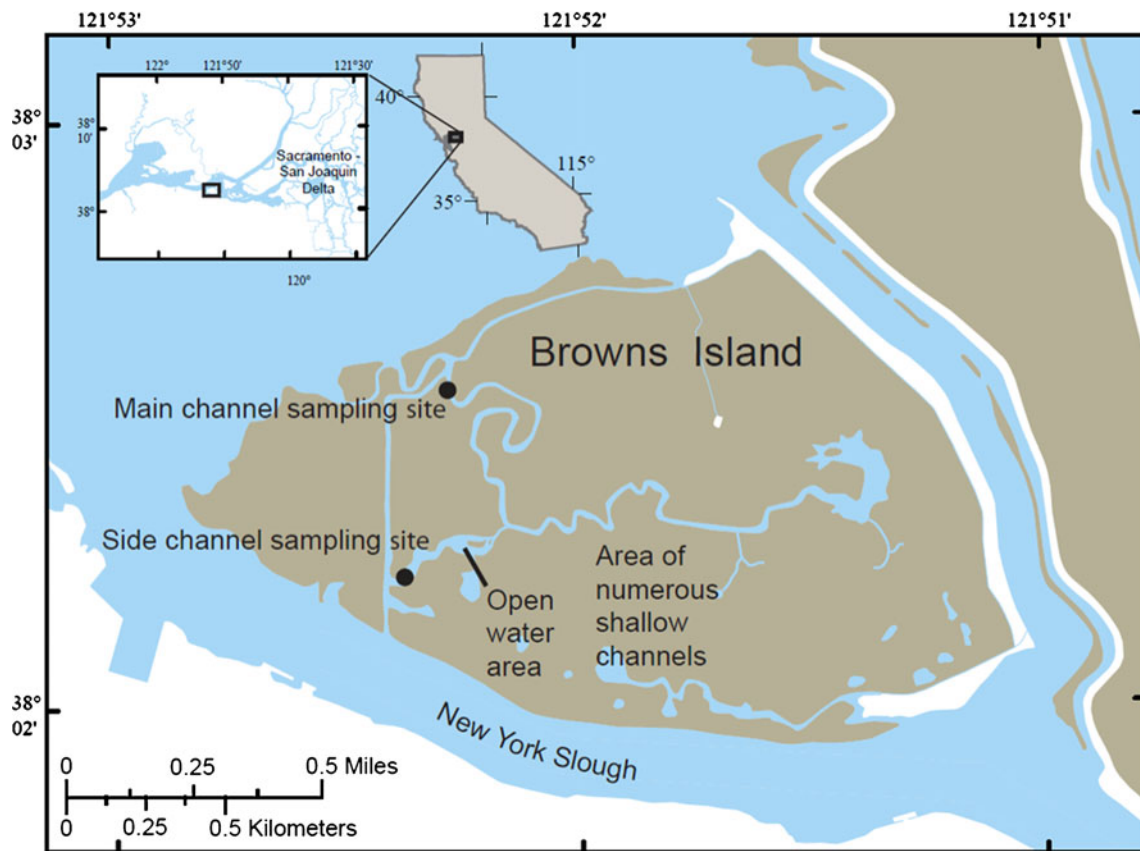 121°53'
121°52'
121°51'
38°
03'
122°
121°50'
121°30'
38°
10'
38°
120°
Sacramento -
San Joaquin
Delta
40°
35°
115°
Browns Island
Main channel sampling site
Side channel sampling site
Open
water
area
Area of
numerous
shallow
channels
New York Slough
38°
02'
0 0.25 0.5 Miles
0 0.25 0.5 Kilometers